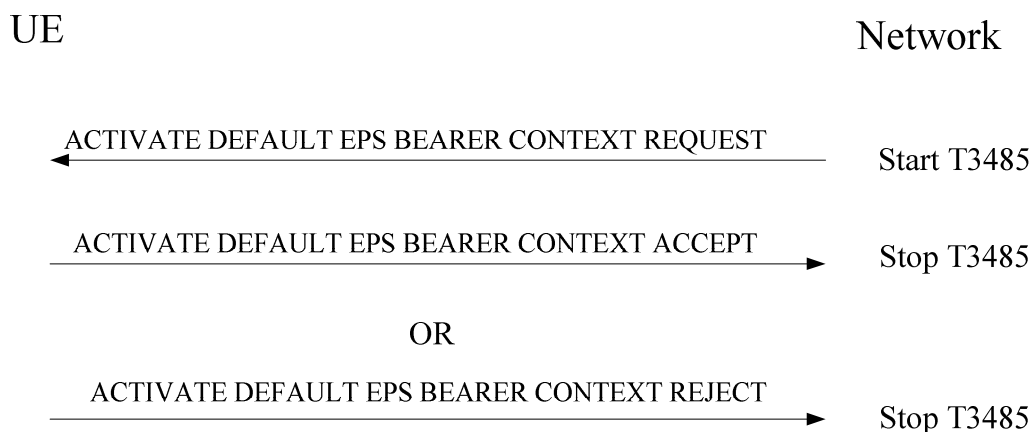 UE
Network
ACTIVATE DEFAULT EPS BEARER CONTEXT REQUEST
Start T3485
ACTIVATE DEFAULT EPS BEARER CONTEXT ACCEPT
Stop T3485
OR
ACTIVATE DEFAULT EPS BEARER CONTEXT REJECT
Stop T3485